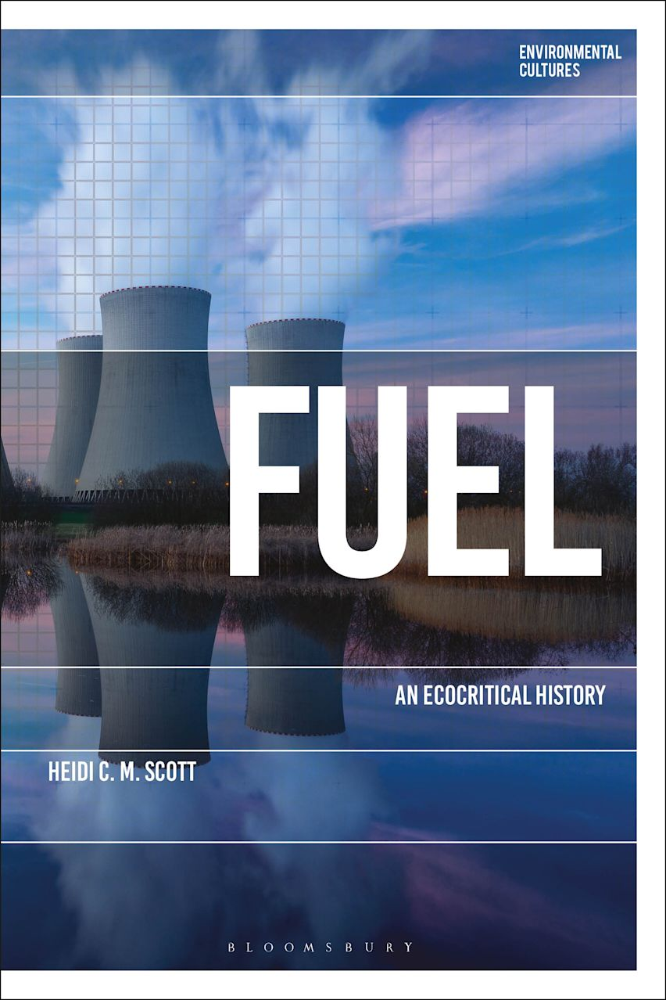 ENVIRONMENTAL
CULTURES
FUEL
AN ECOCRITICAL HISTORY
HEIDI C. M. SCOTT
BLOOMSBURY